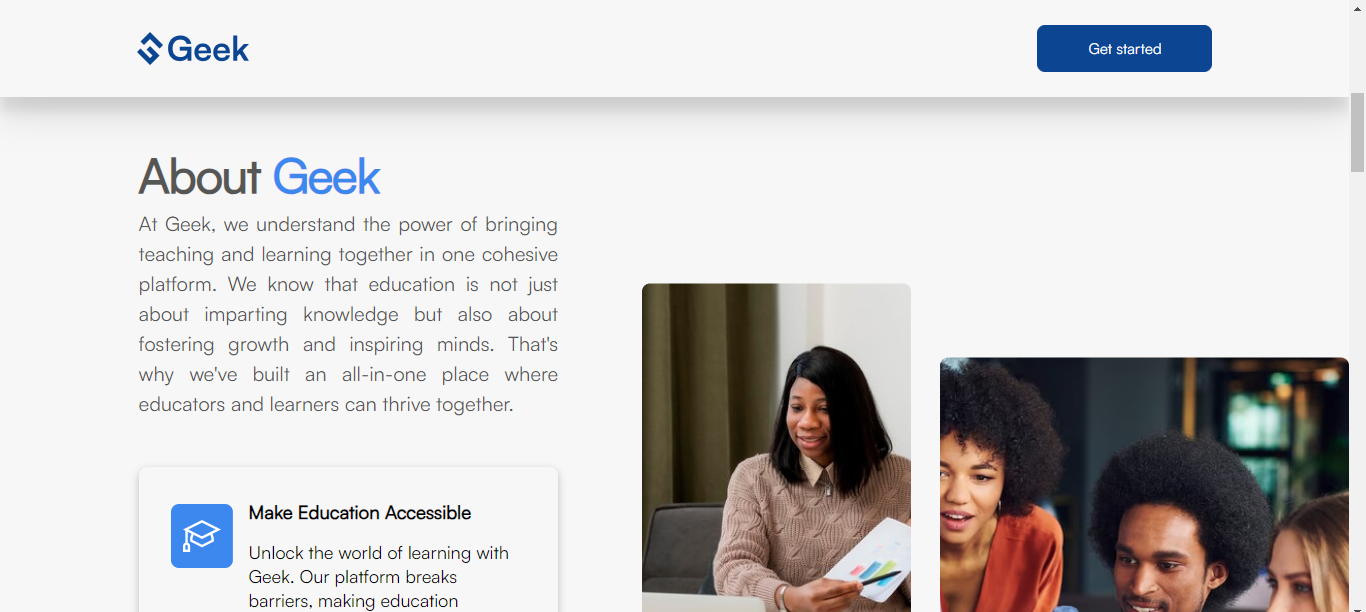 Geek
Get started
About Geek
At Geek, we understand the power of bringing
teaching and learning together in one cohesive
platform. We know that education is not just
about imparting knowledge but also about
fostering growth and inspiring minds. That's
why we've built an all-in-one place where
educators and learners can thrive together.
Make Education Accessible
Unlock the world of learning with
Geek. Our platform breaks
barriers, making education